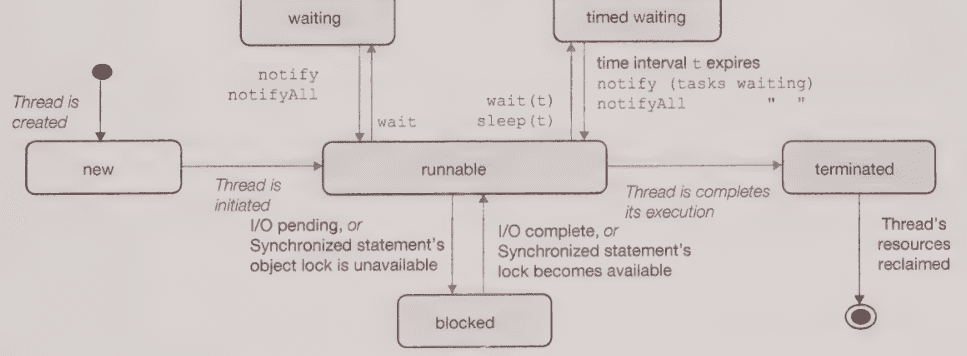 waiting
timed waiting
notify
notifyAll
wait
wait(t)
sleep(t)
time interval t expires
notify (tasks waiting)
notifyAll " "
Thread is
created
new
Thread is
initiated
runnable
Thread is completes
its execution
terminated
I/O pending, or
Synchronized statement's
object lock is unavailable
I/O complete, or
Synchronized statement's
lock becomes available
Thread's
resources
reclaimed
blocked